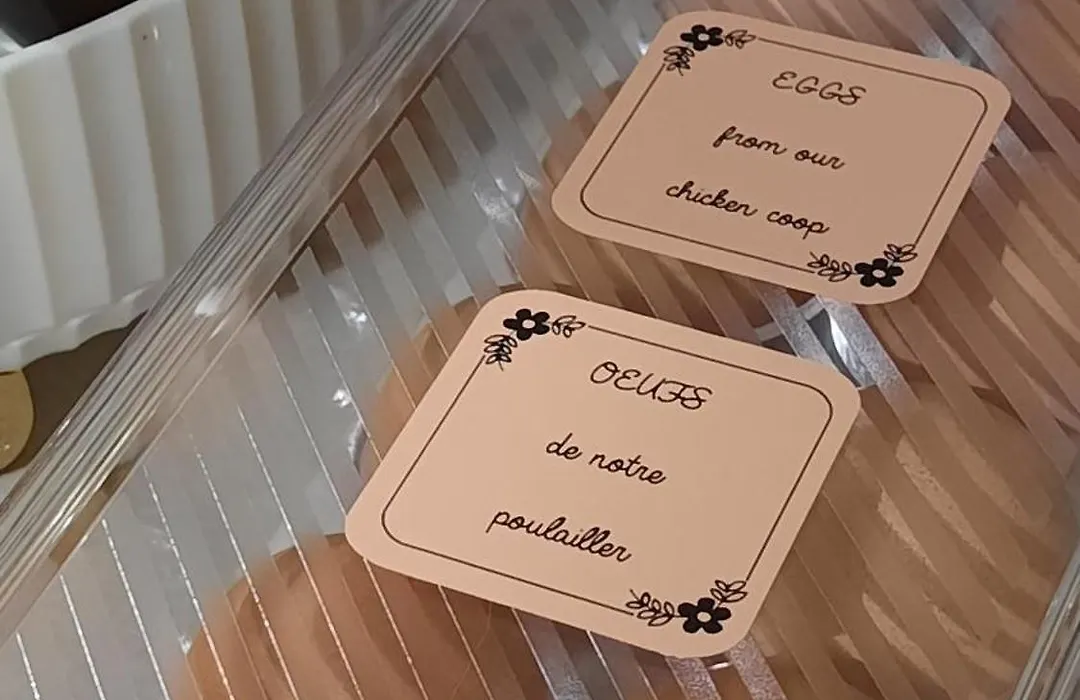 EGGS
from our
chicken coop
OEUFS
de notre
poulailler